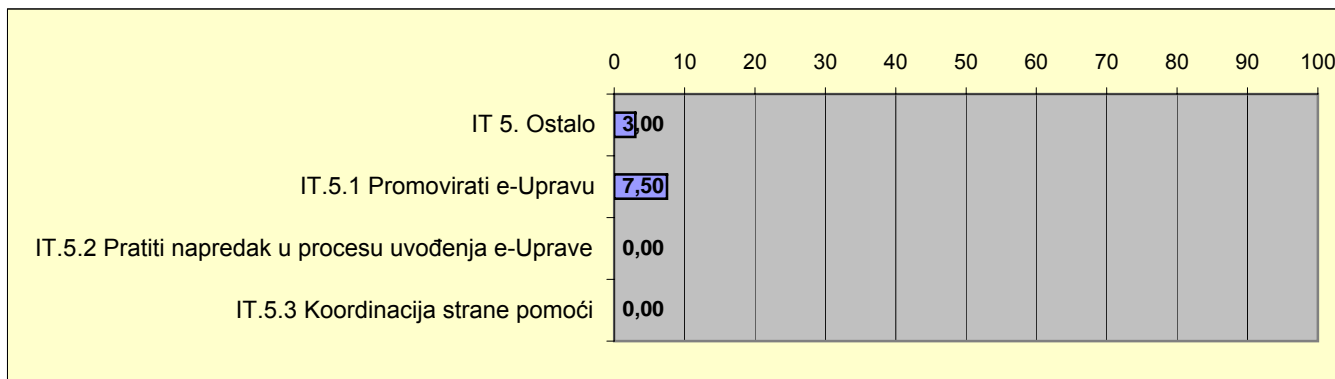 0 10 20 30 40 50 60 70 80 90 100
IT 5. Ostalo 3,00
IT.5.1 Promovirati e-Upravu 7,50
IT.5.2 Pratiti napredak u procesu uvođenja e-Uprave 0,00
IT.5.3 Koordinacija strane pomoći 0,00